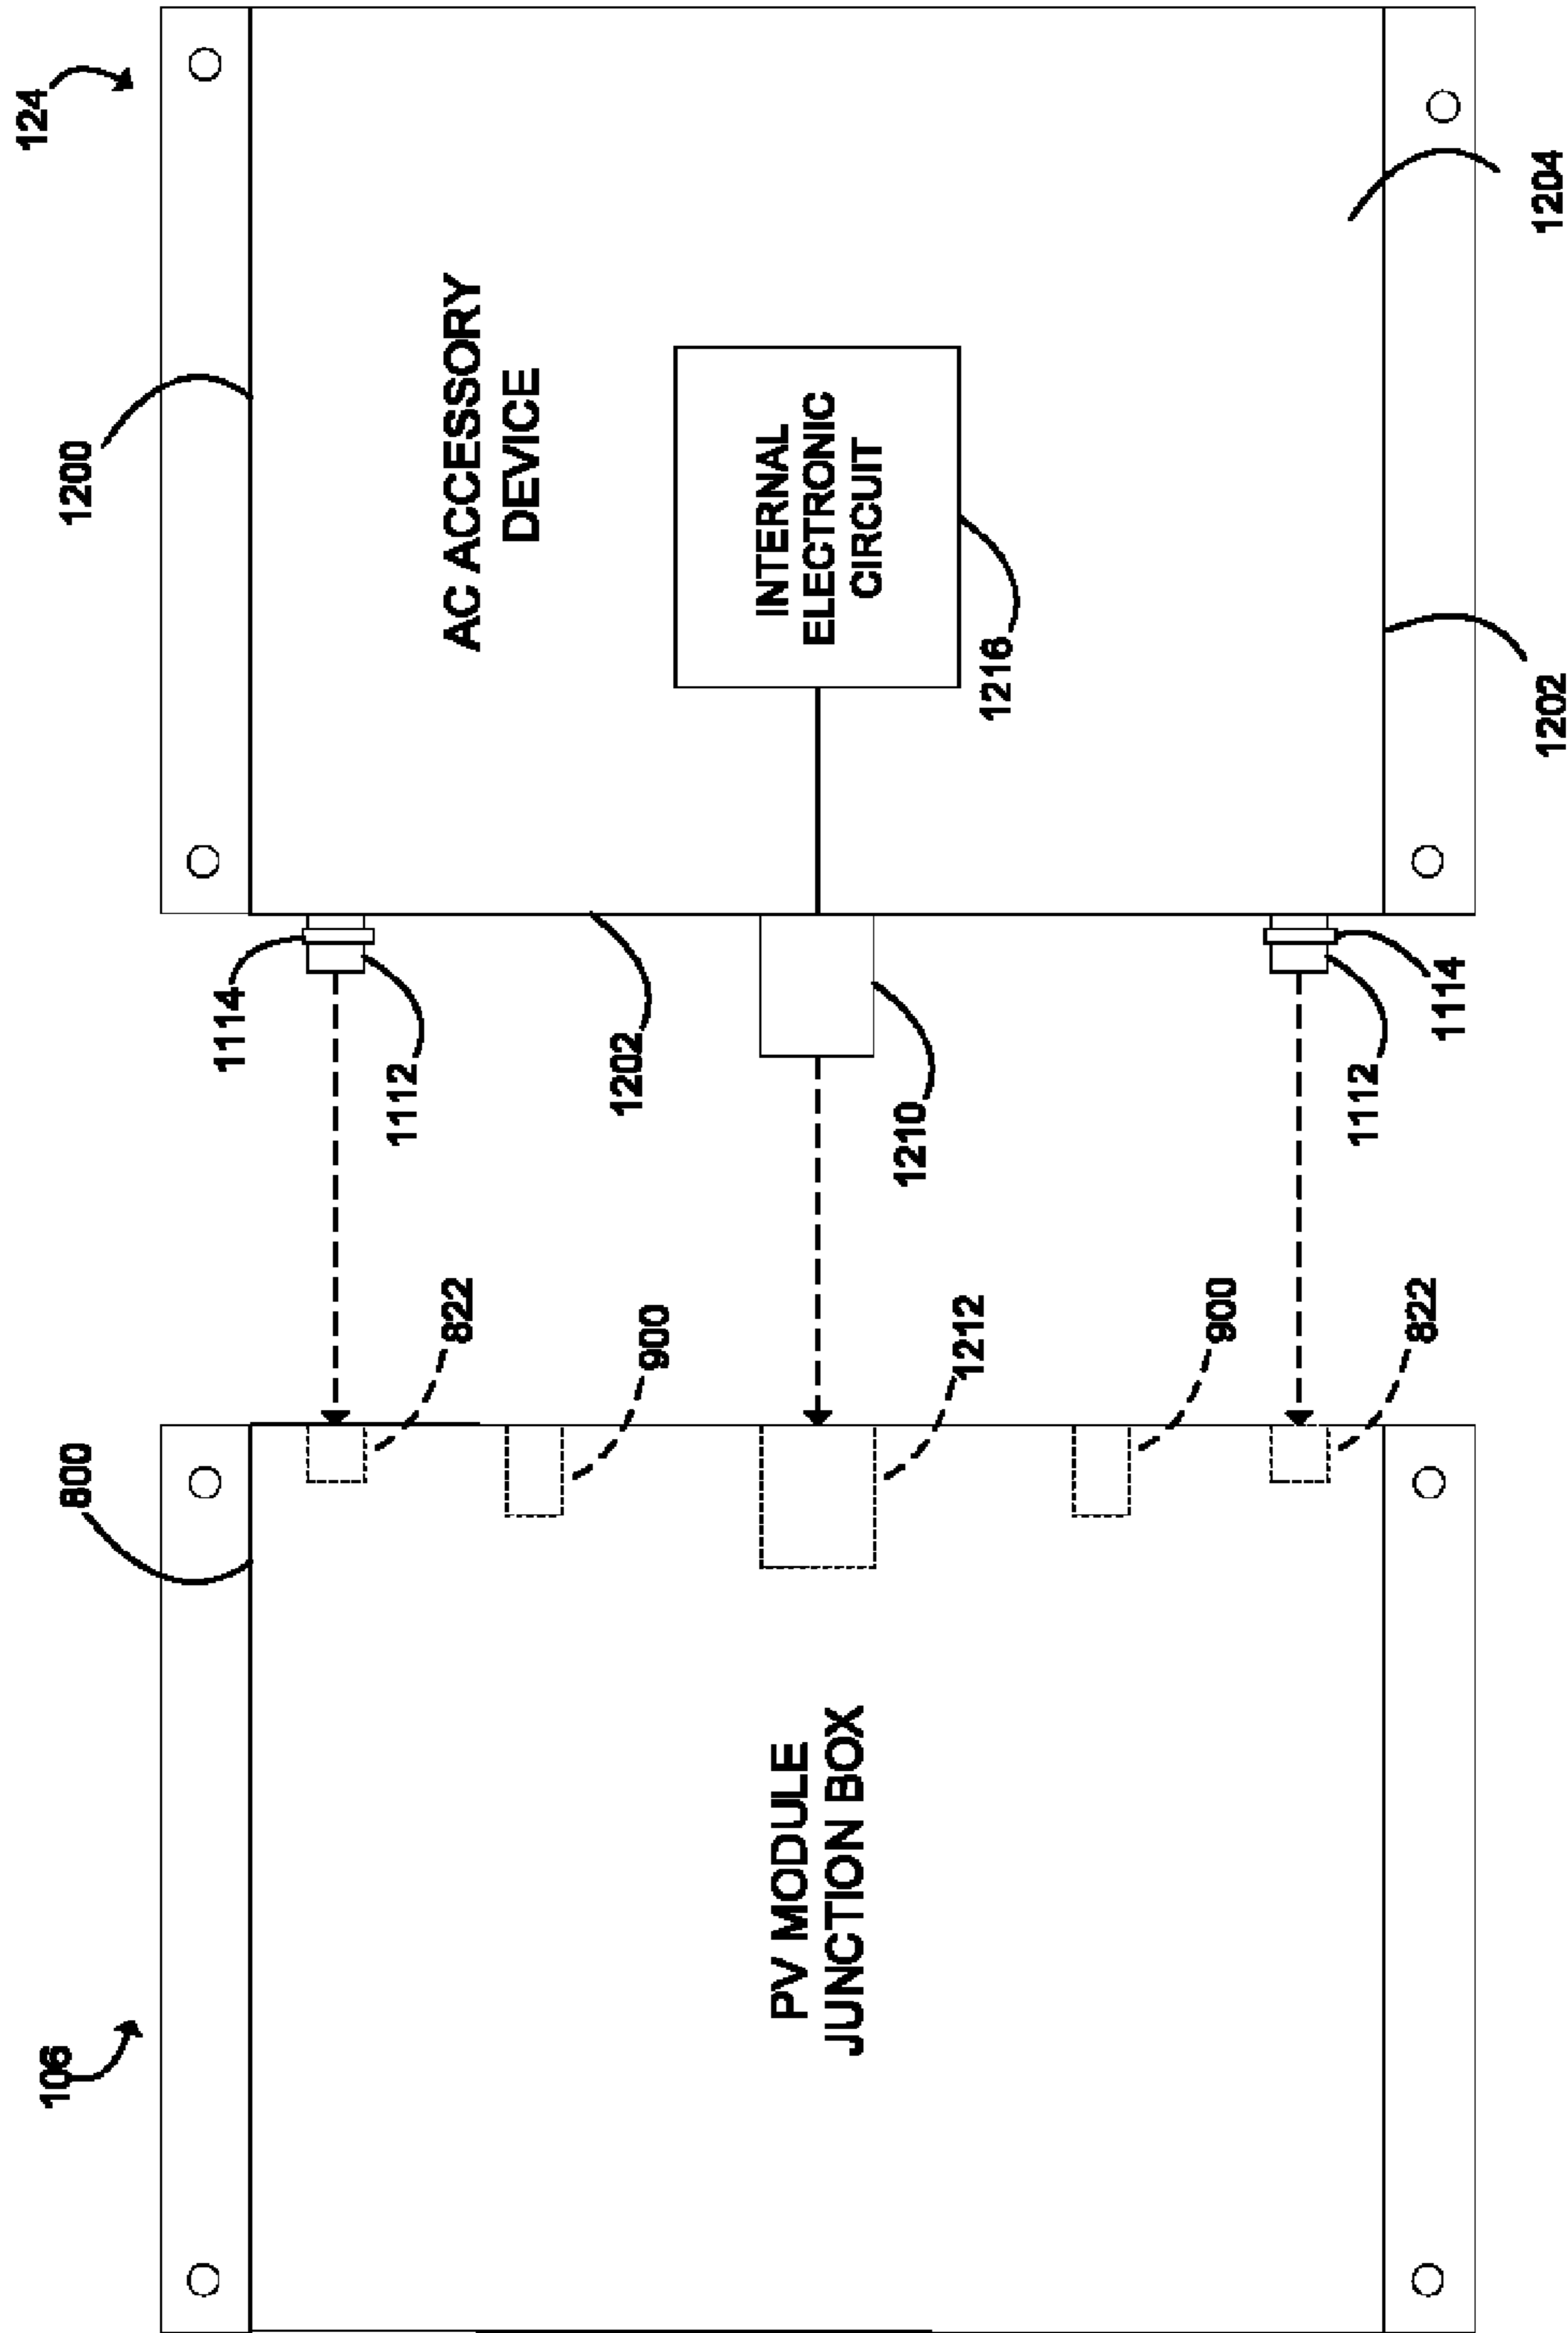 106
800
124
1200
1114
1112
822
AC ACCESSORY
DEVICE
1202
900
PV MODULE
JUNCTION BOX
1212
1210
INTERNAL
ELECTRONIC
CIRCUIT
1216
900
822
1112
1114
1202
1204